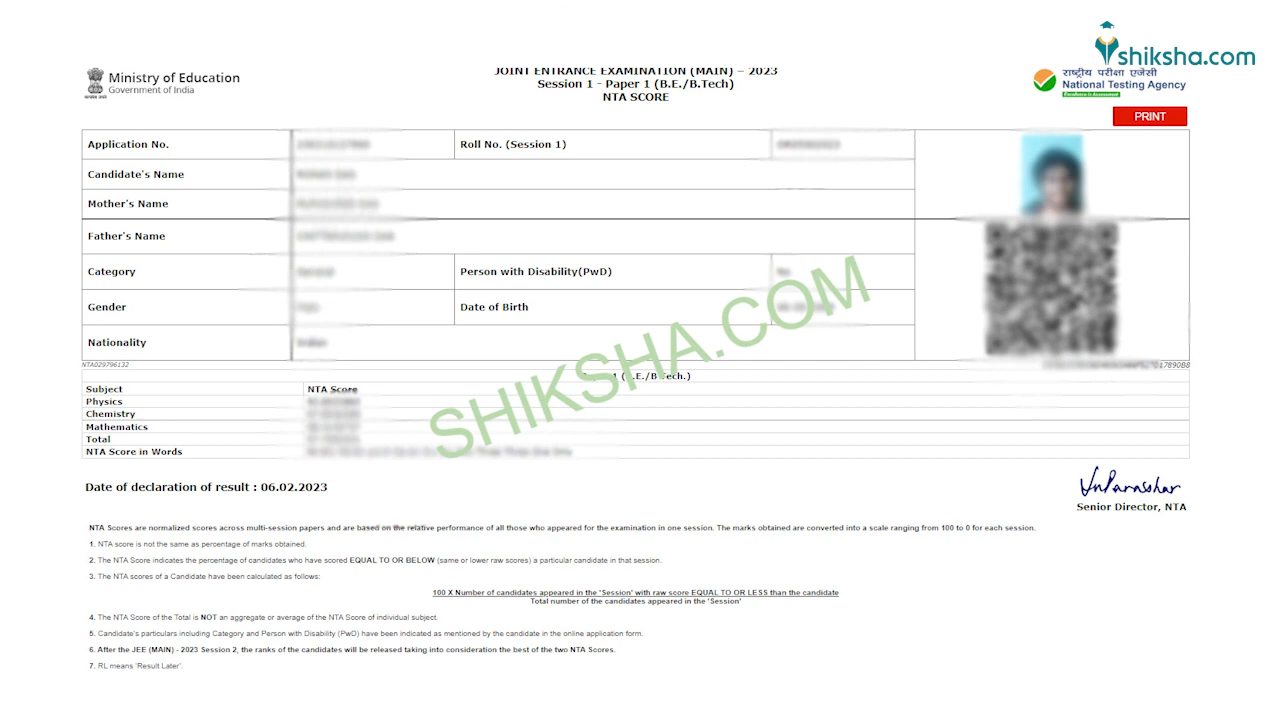 shiksha.com
Ministry of Education
Government of India
JOINT ENTRANCE EXAMINATION (MAIN) – 2023
Session 1 - Paper 1 (B.E./B.Tech)
NTA SCORE
राष्ट्रीय परीक्षा एजेंसी
National Testing Agency
Excellence in Assessment
PRINT
Application No. Roll No. (Session 1)
Candidate's Name
Mother's Name
Father's Name
Category Person with Disability(PwD)
Gender Date of Birth
Nationality
NTA029796132 17890B8
SHIKSHA.COM
Subject NTA Score
Physics
Chemistry
Mathematics
Total
NTA Score in Words
Date of declaration of result : 06.02.2023
Senior Director, NTA
NTA Scores are normalized scores across multi-session papers and are based on the relative performance of all those who appeared for the examination in one session. The marks obtained are converted into a scale ranging from 100 to 0 for each session.
1. NTA score is not the same as percentage of marks obtained.
2. The NTA Score indicates the percentage of candidates who have scored EQUAL TO OR BELOW (same or lower raw scores) a particular candidate in that session.
3. The NTA scores of a Candidate have been calculated as follows:
100 X Number of candidates appeared in the 'Session' with raw score EQUAL TO OR LESS than the candidate
Total number of the candidates appeared in the 'Session'
4. The NTA Score of the Total is NOT an aggregate or average of the NTA Score of individual subject.
5. Candidate's particulars including Category and Person with Disability (PwD) have been indicated as mentioned by the candidate in the online application form.
6. After the JEE (MAIN) - 2023 Session 2, the ranks of the candidates will be released taking into consideration the best of the two NTA Scores.
7. RL means 'Result Later'.